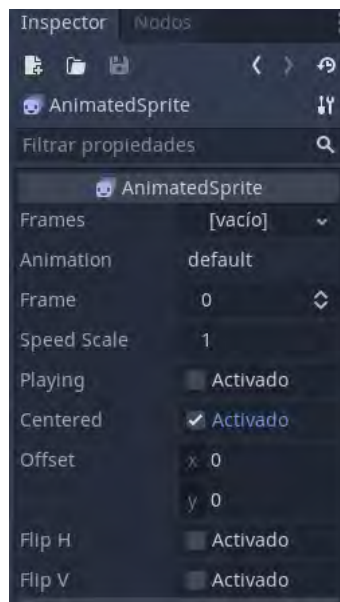 Inspector Nodos
AnimatedSprite
Filtrar propiedades
AnimatedSprite
Frames [vacío]
Animation default
Frame 0
Speed Scale 1
Playing Activado
Centered Activado
Offset x 0
y 0
Flip H Activado
Flip V Activado